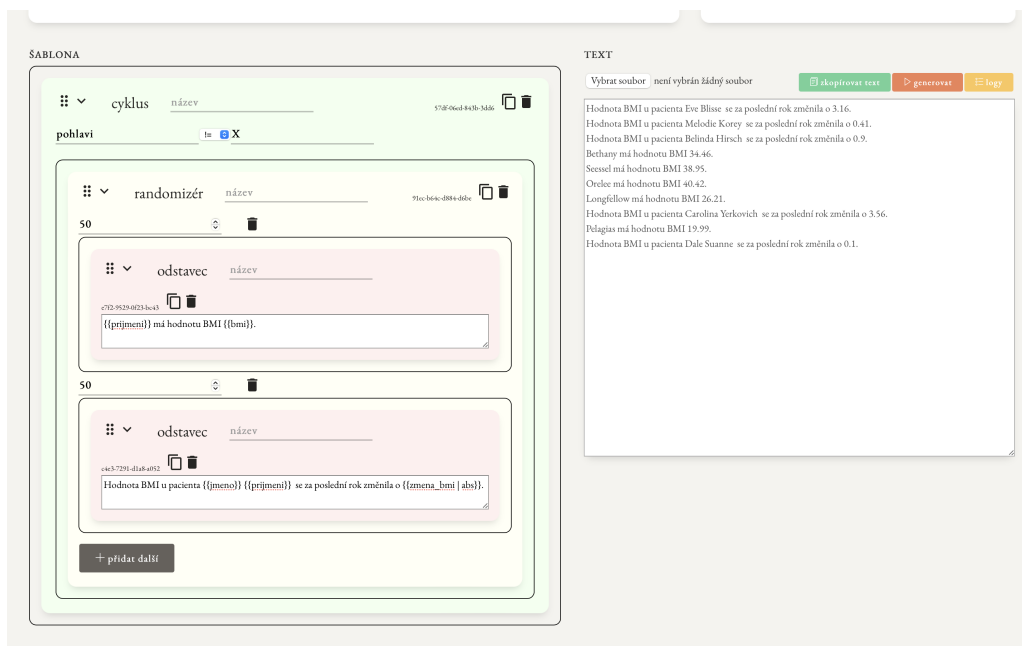 ŠABLONA
cyklus
název
57df-06ed-843b-3dd6
pohlavi
!=
X
randomizér
název
91cc-b64c-d884-d6be
50
odstavec
název
e7f2-9529-0f23-bc43
{{prijmeni}} má hodnotu BMI {{bmi}}.
50
odstavec
název
c4e3-7291-d1a8-a052
Hodnota BMI u pacienta {{jmeno}} {{prijmeni}} se za poslední rok změnila o {{zmena_bmi | abs}}.
přidat další
TEXT
Vybrat soubor není vybrán žádný soubor
zkopírovat text
generovat
logy
Hodnota BMI u pacienta Eve Blisse se za poslední rok změnila o 3.16.
Hodnota BMI u pacienta Melodie Korey se za poslední rok změnila o 0.41.
Hodnota BMI u pacienta Belinda Hirsch se za poslední rok změnila o 0.9.
Bethany má hodnotu BMI 34.46.
Seessel má hodnotu BMI 38.95.
Orelee má hodnotu BMI 40.42.
Longfellow má hodnotu BMI 26.21.
Hodnota BMI u pacienta Carolina Yerkovich se za poslední rok změnila o 3.56.
Pelagias má hodnotu BMI 19.99.
Hodnota BMI u pacienta Dale Suanne se za poslední rok změnila o 0.1.